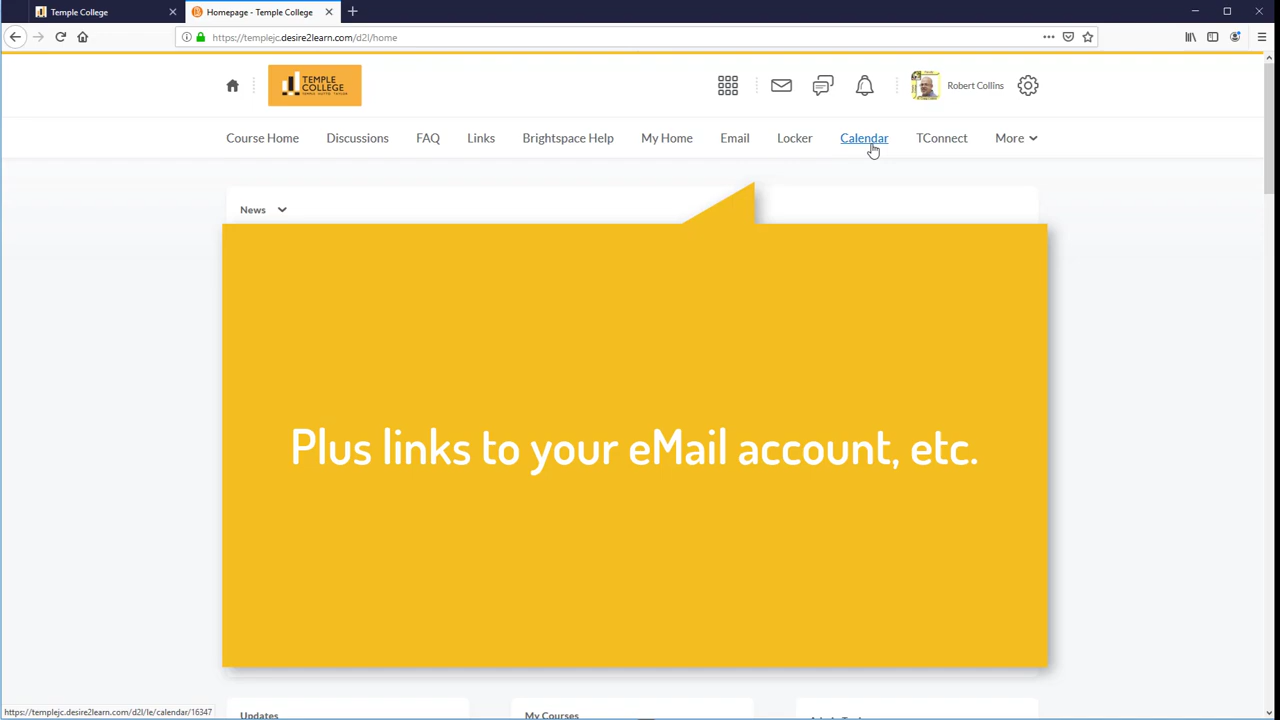 Temple College
Homepage - Temple College
https://templejc.desire2learn.com/d2l/home
TEMPLE
COLLEGE
Robert Collins
Course Home Discussions FAQ Links Brightspace Help My Home Email Locker Calendar TConnect More
News
Plus links to your eMail account, etc.
https://templejc.desire2learn.com/d2l/le/calendar/16347
Updates
My Courses